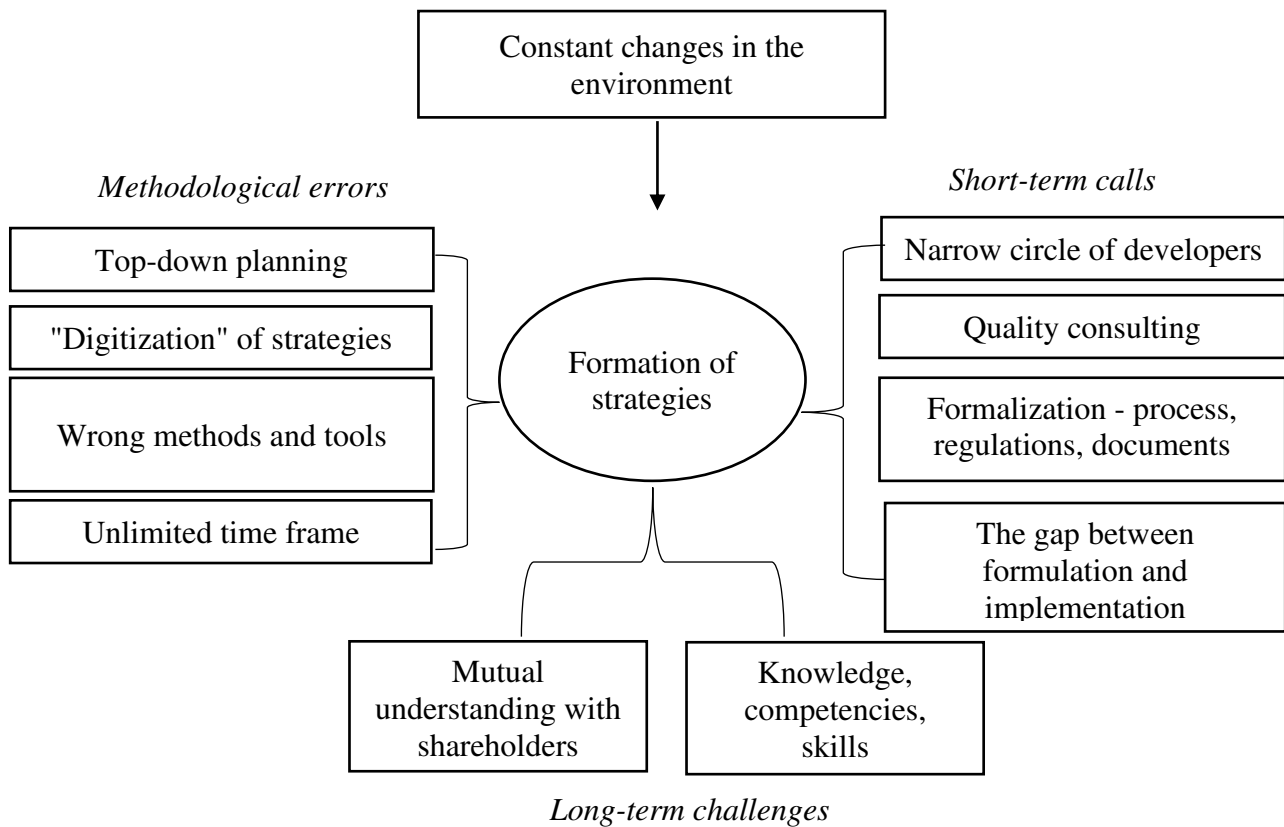 Constant changes in the
environment
Methodological errors
Short-term calls
Top-down planning
"Digitization" of strategies
Wrong methods and tools
Unlimited time frame
Formation of
strategies
Narrow circle of developers
Quality consulting
Formalization - process,
regulations, documents
The gap between
formulation and
implementation
Mutual
understanding with
shareholders
Knowledge,
competencies,
skills
Long-term challenges